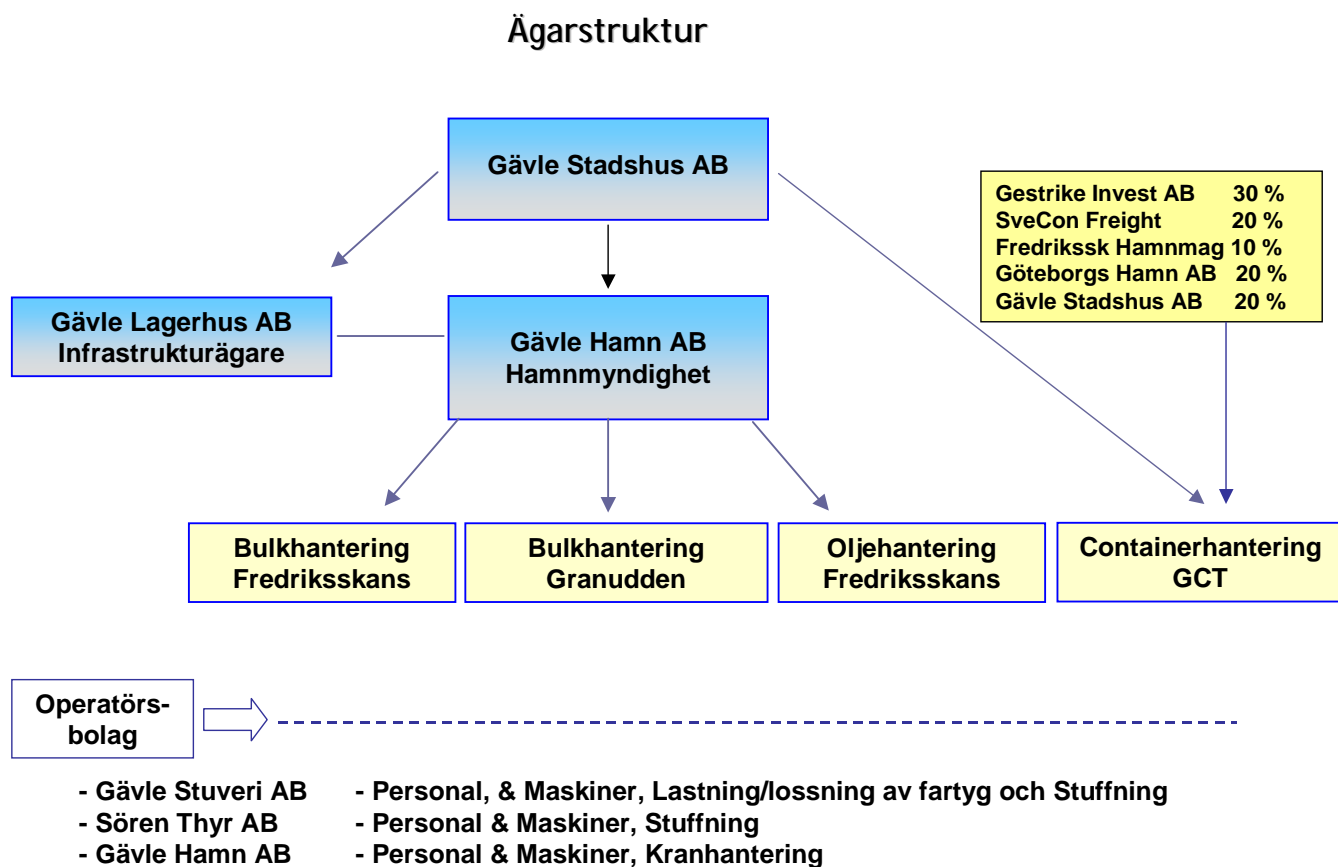 Ägarstruktur
Gävle Stadshus AB
Gestrike Invest AB 30 %
SveCon Freight 20 %
Fredrikssk Hamnmag 10 %
Göteborgs Hamn AB 20 %
Gävle Stadshus AB 20 %
Gävle Lagerhus AB
Infrastrukturägare
Gävle Hamn AB
Hamnmyndighet
Bulkhantering
Fredriksskans
Bulkhantering
Granudden
Oljehantering
Fredriksskans
Containerhantering
GCT
Operatörs-
bolag
- Gävle Stuveri AB - Personal, & Maskiner, Lastning/lossning av fartyg och Stuffning
- Sören Thyr AB - Personal & Maskiner, Stuffning
- Gävle Hamn AB - Personal & Maskiner, Kranhantering